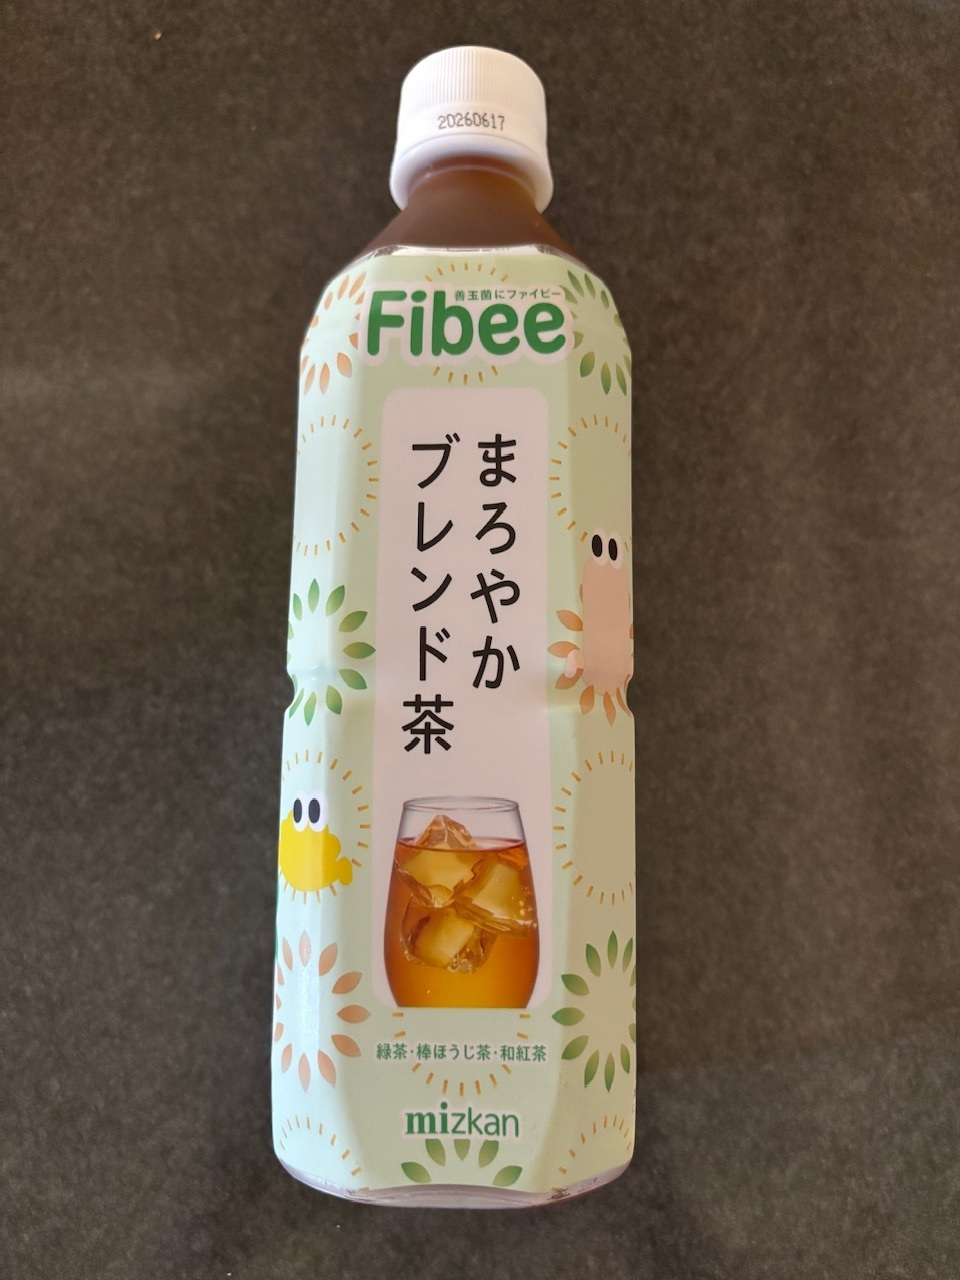 20260617
善玉菌にファイビー
Fibee
まろやか
ブレンド茶
緑茶・棒ほうじ茶・和紅茶
mizkan